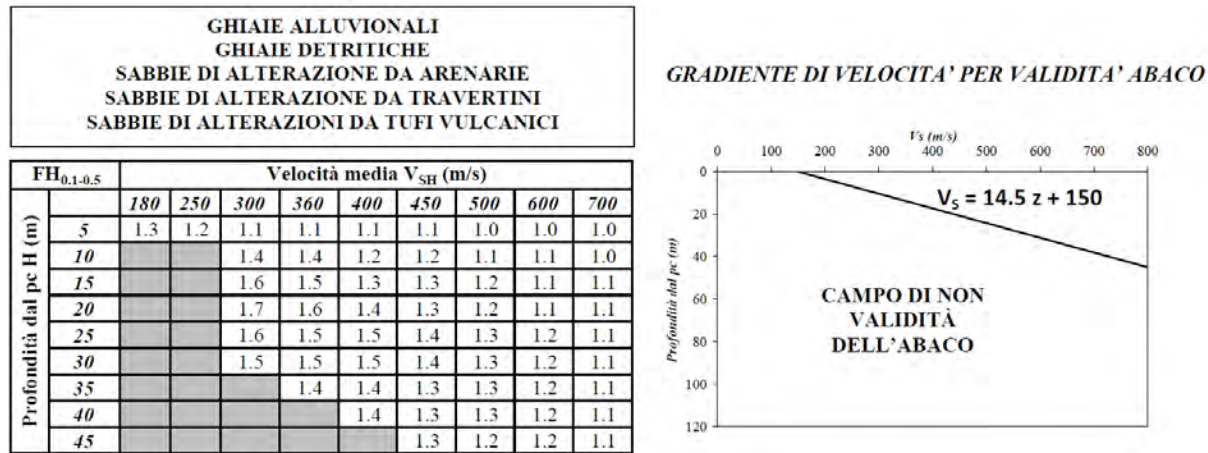 GHIAIE ALLUVIONALI
GHIAIE DETRITICHE
SABBIE DI ALTERAZIONE DA ARENARIE
SABBIE DI ALTERAZIONE DA TRAVERTINI
SABBIE DI ALTERAZIONI DA TUFI VULCANICI
FH0.1-0.5 Velocità media VSH (m/s)
180 250 300 360 400 450 500 600 700
Profondità dal pc H (m)
5 1.3 1.2 1.1 1.1 1.1 1.1 1.0 1.0 1.0
10 1.4 1.4 1.2 1.2 1.1 1.1 1.0
15 1.6 1.5 1.3 1.3 1.2 1.1 1.1
20 1.7 1.6 1.4 1.3 1.2 1.1 1.1
25 1.6 1.5 1.5 1.4 1.3 1.2 1.1
30 1.5 1.5 1.5 1.4 1.3 1.2 1.1
35 1.4 1.4 1.3 1.3 1.2 1.1
40 1.4 1.3 1.3 1.2 1.1
45 1.3 1.2 1.2 1.1
GRADIENTE DI VELOCITA' PER VALIDITA' ABACO
Vs (m/s)
0 100 200 300 400 500 600 700 800
0
20
40
60
80
100
120
Profondità dal pc (m)
VS = 14.5 z + 150
CAMPO DI NON
VALIDITÀ
DELL'ABACO